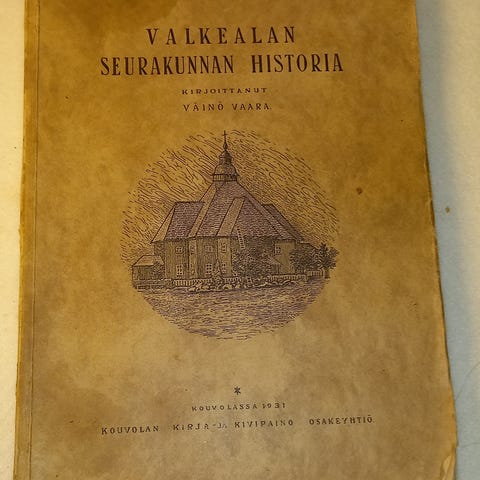 VALKEALAN
SEURAKUNNAN HISTORIA
KIRJOITTANUT
VÄINÖ VAARA
*
KOUVOLASSA 1931
KOUVOLAN KIRJA- JA KIVIPAINO OSAKEYHTIÖ